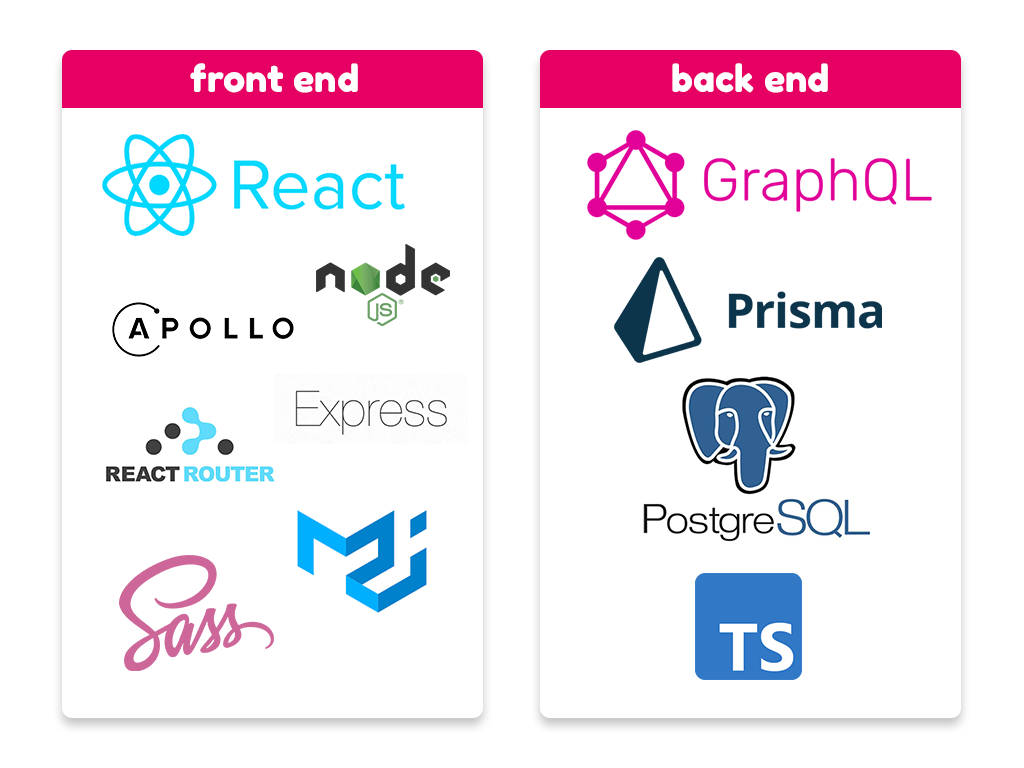 front end
React
node
JS®
APOLLO
Express
REACT ROUTER
Sass
back end
GraphQL
Prisma
PostgreSQL
TS